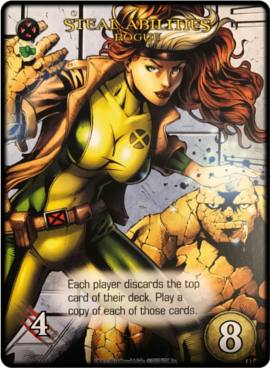 STEAL ABILITIES
ROGUE
Each player discards the top
card of their deck. Play a
copy of each of those cards.
4
8